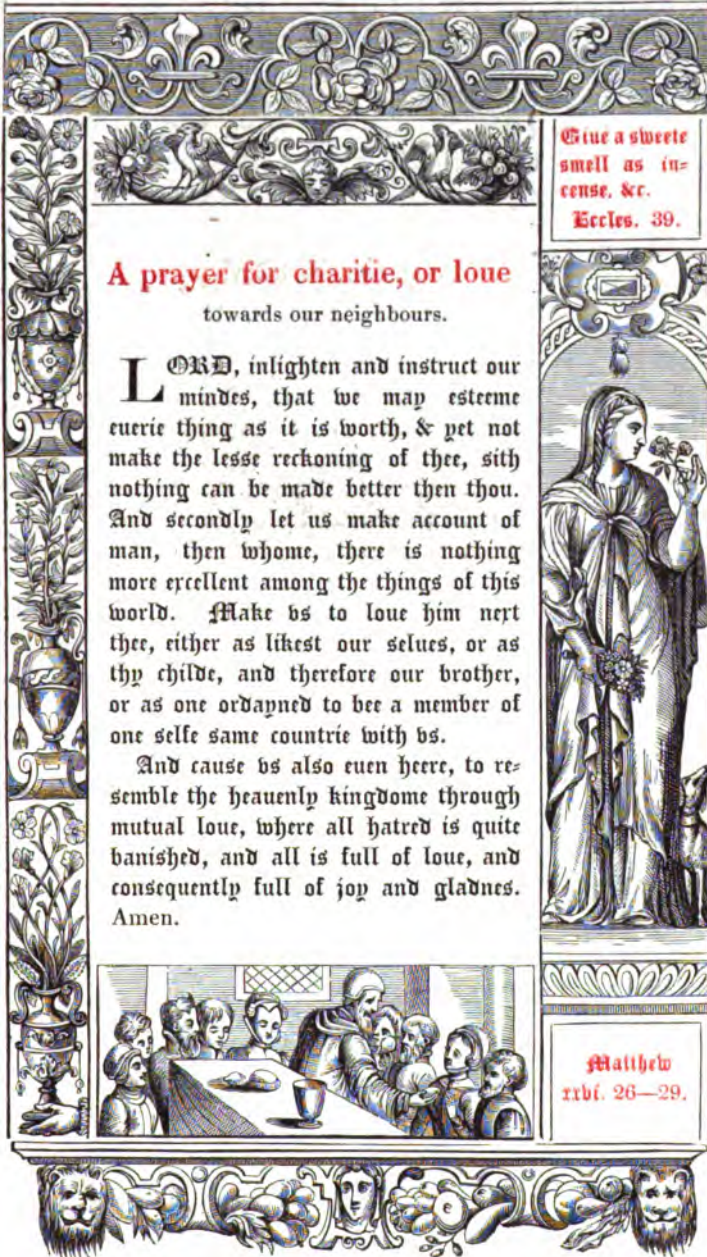 Giue a sweete
smell as in=
cense, &c.
Eccles. 39.
A prayer for charitie, or loue
towards our neighbours.
LORD, inlighten and instruct our
mindes, that we may esteeme
euerie thing as it is worth, & yet not
make the lesse reckoning of thee, sith
nothing can be made better then thou.
And secondly let us make account of
man, then whome, there is nothing
more excellent among the things of this
world. Make vs to loue him next
thee, either as likest our selues, or as
thy childe, and therefore our brother,
or as one ordayned to bee a member of
one selfe same countrie with vs.
And cause vs also euen heere, to re=
semble the heauenly kingdome through
mutual loue, where all hatred is quite
banished, and all is full of loue, and
consequently full of joy and gladnes.
Amen.
Matthew
xxvi. 26—29.